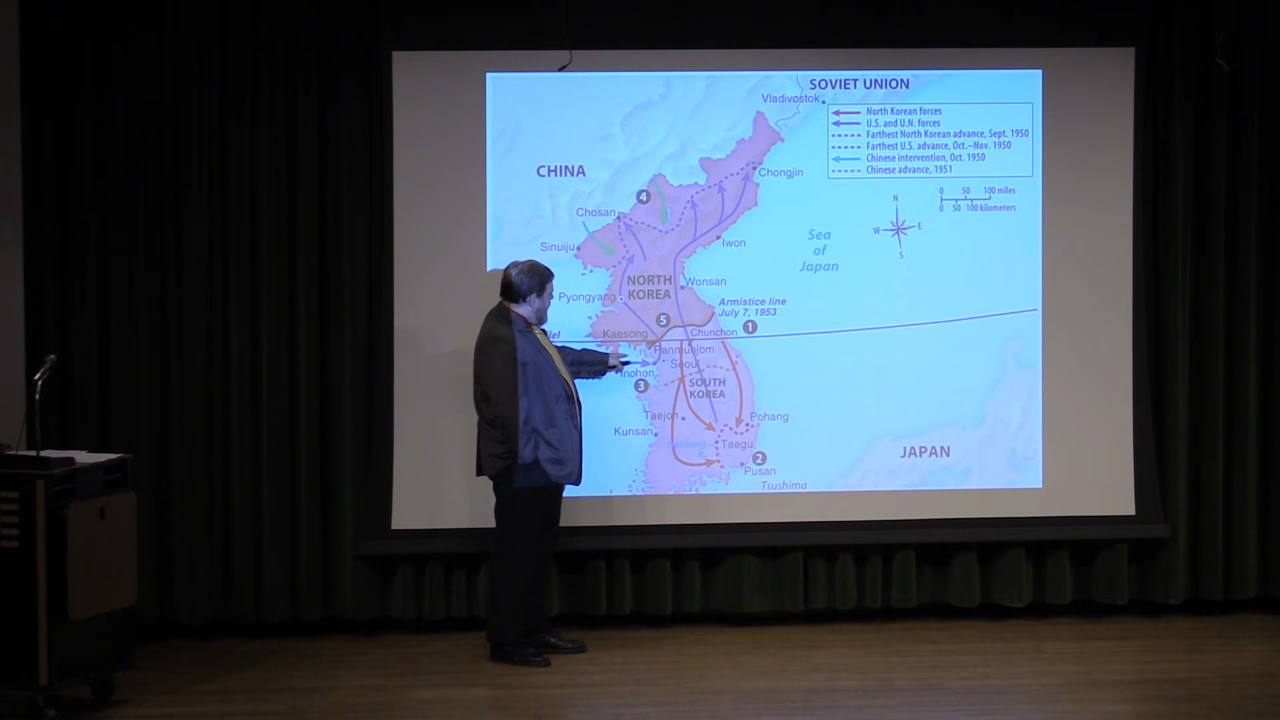 SOVIET UNION
Vladivostok
North Korean forces
U.S. and U.N. forces
Farthest North Korean advance, Sept. 1950
Farthest U.S. advance, Oct.–Nov. 1950
Chinese intervention, Oct. 1950
Chinese advance, 1951
CHINA
Chongjin
0 50 100 miles
0 50 100 kilometers
N
W E
S
4
Chosan
Sea
of
Japan
Sinuiju
Iwon
NORTH
KOREA
Wonsan
Pyongyang
Armistice line
July 7, 1953
5
Kaesong
Chunchon
1
Panmunjom
Seoul
Inchon
3
SOUTH
KOREA
Taejon
Pohang
Kunsan
Taegu
JAPAN
2
Pusan
Tsushima